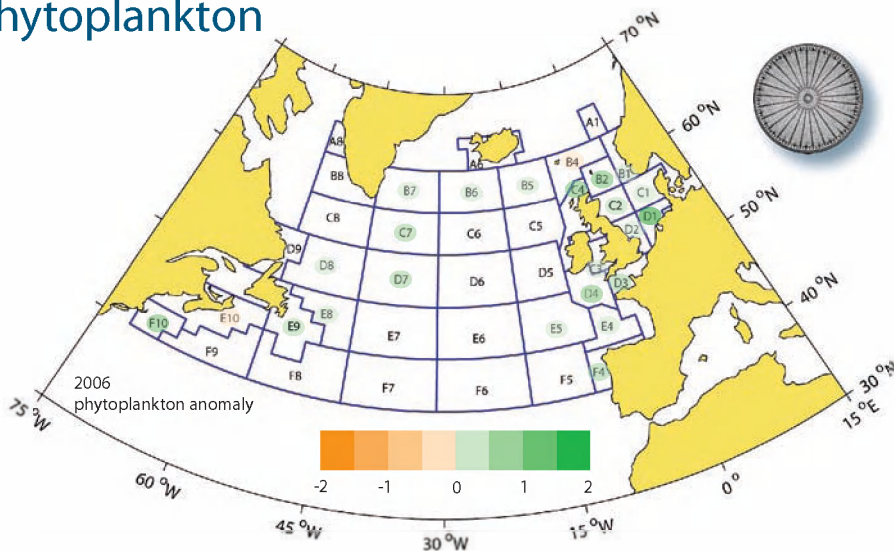 hytoplankton
70 °N
60 °N
50 °N
40 °N
30 °N
15 °E
0 °
15 °W
30 °W
45 °W
60 °W
75 °W
A1
A8
A6
B8
B7
B6
B5
B4
B2
B1
C4
C1
C2
C8
C7
C6
C5
D1
D2
C3
D9
D8
D7
D6
D5
D4
D3
F10
E10
E9
E8
E7
E6
E5
E4
F9
F8
F7
F6
F5
F4
2006
phytoplankton anomaly
-2 -1 0 1 2